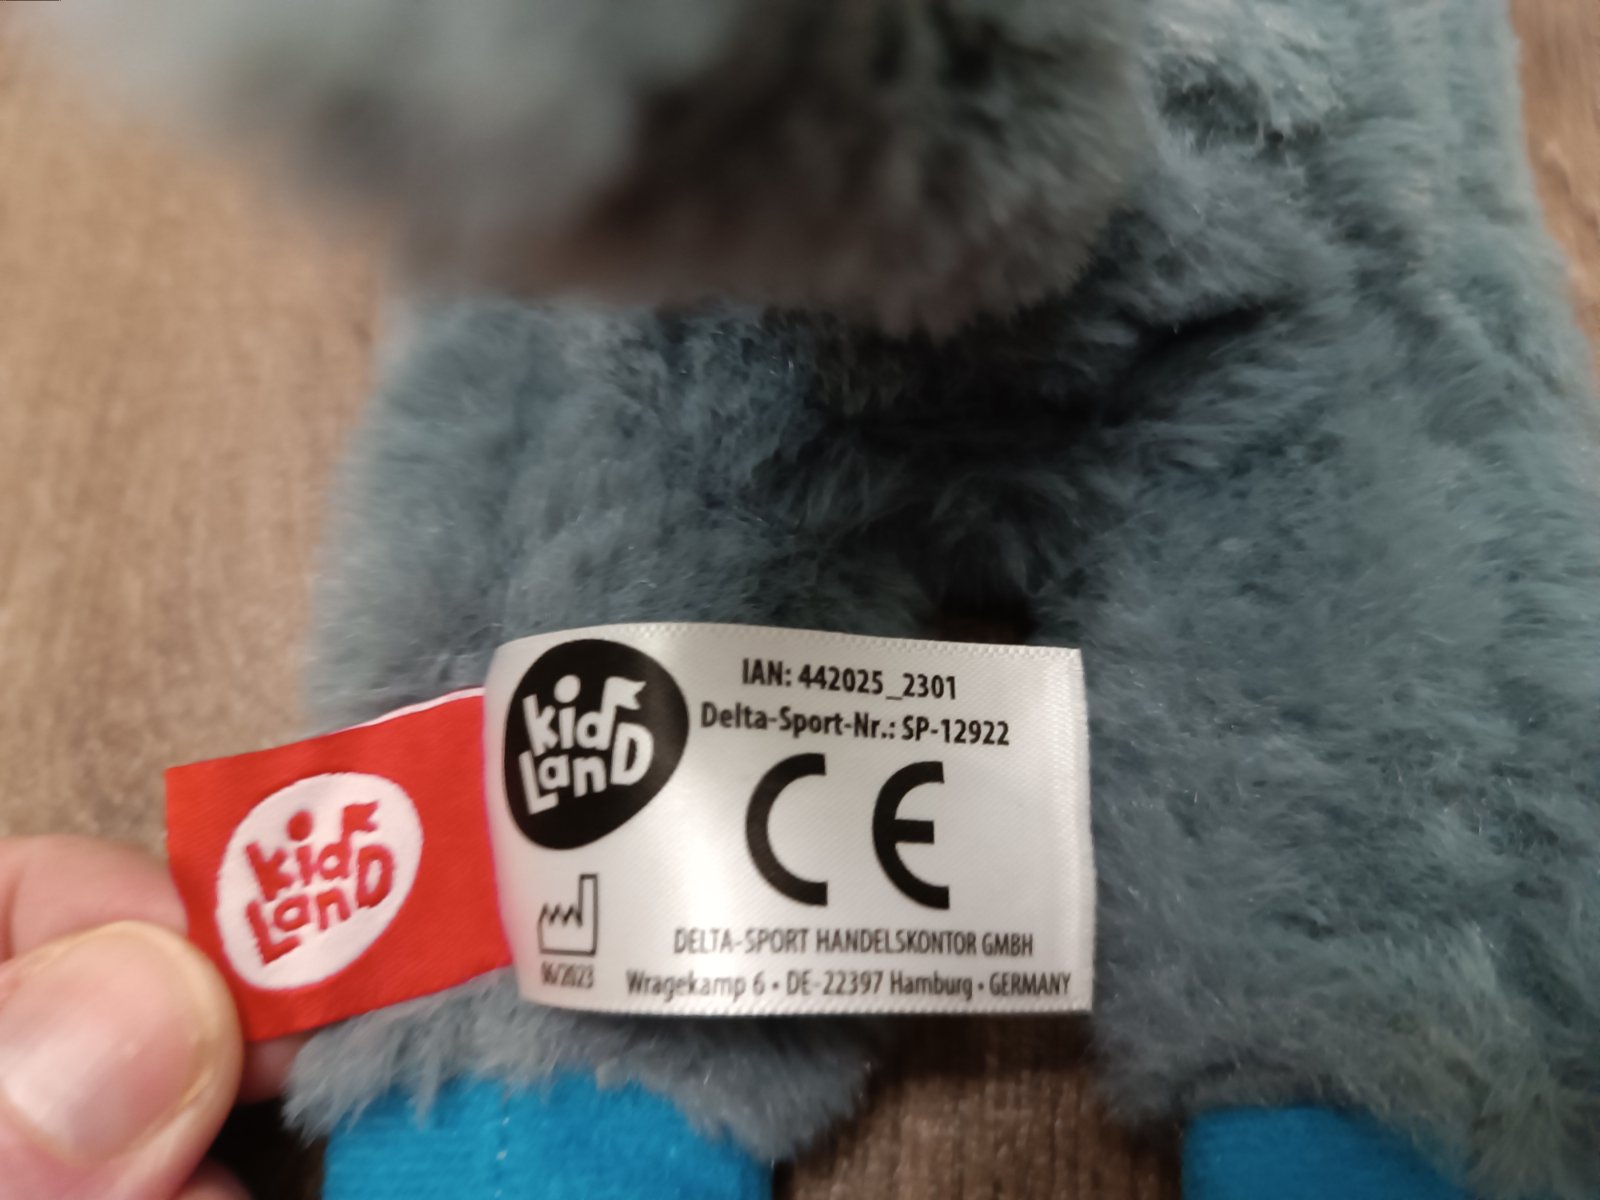 kid
Land
kid
Land
IAN: 442025_2301
Delta-Sport-Nr.: SP-12922
CE
06/2023
DELTA-SPORT HANDELSKONTOR GMBH
Wragekamp 6 • DE-22397 Hamburg • GERMANY